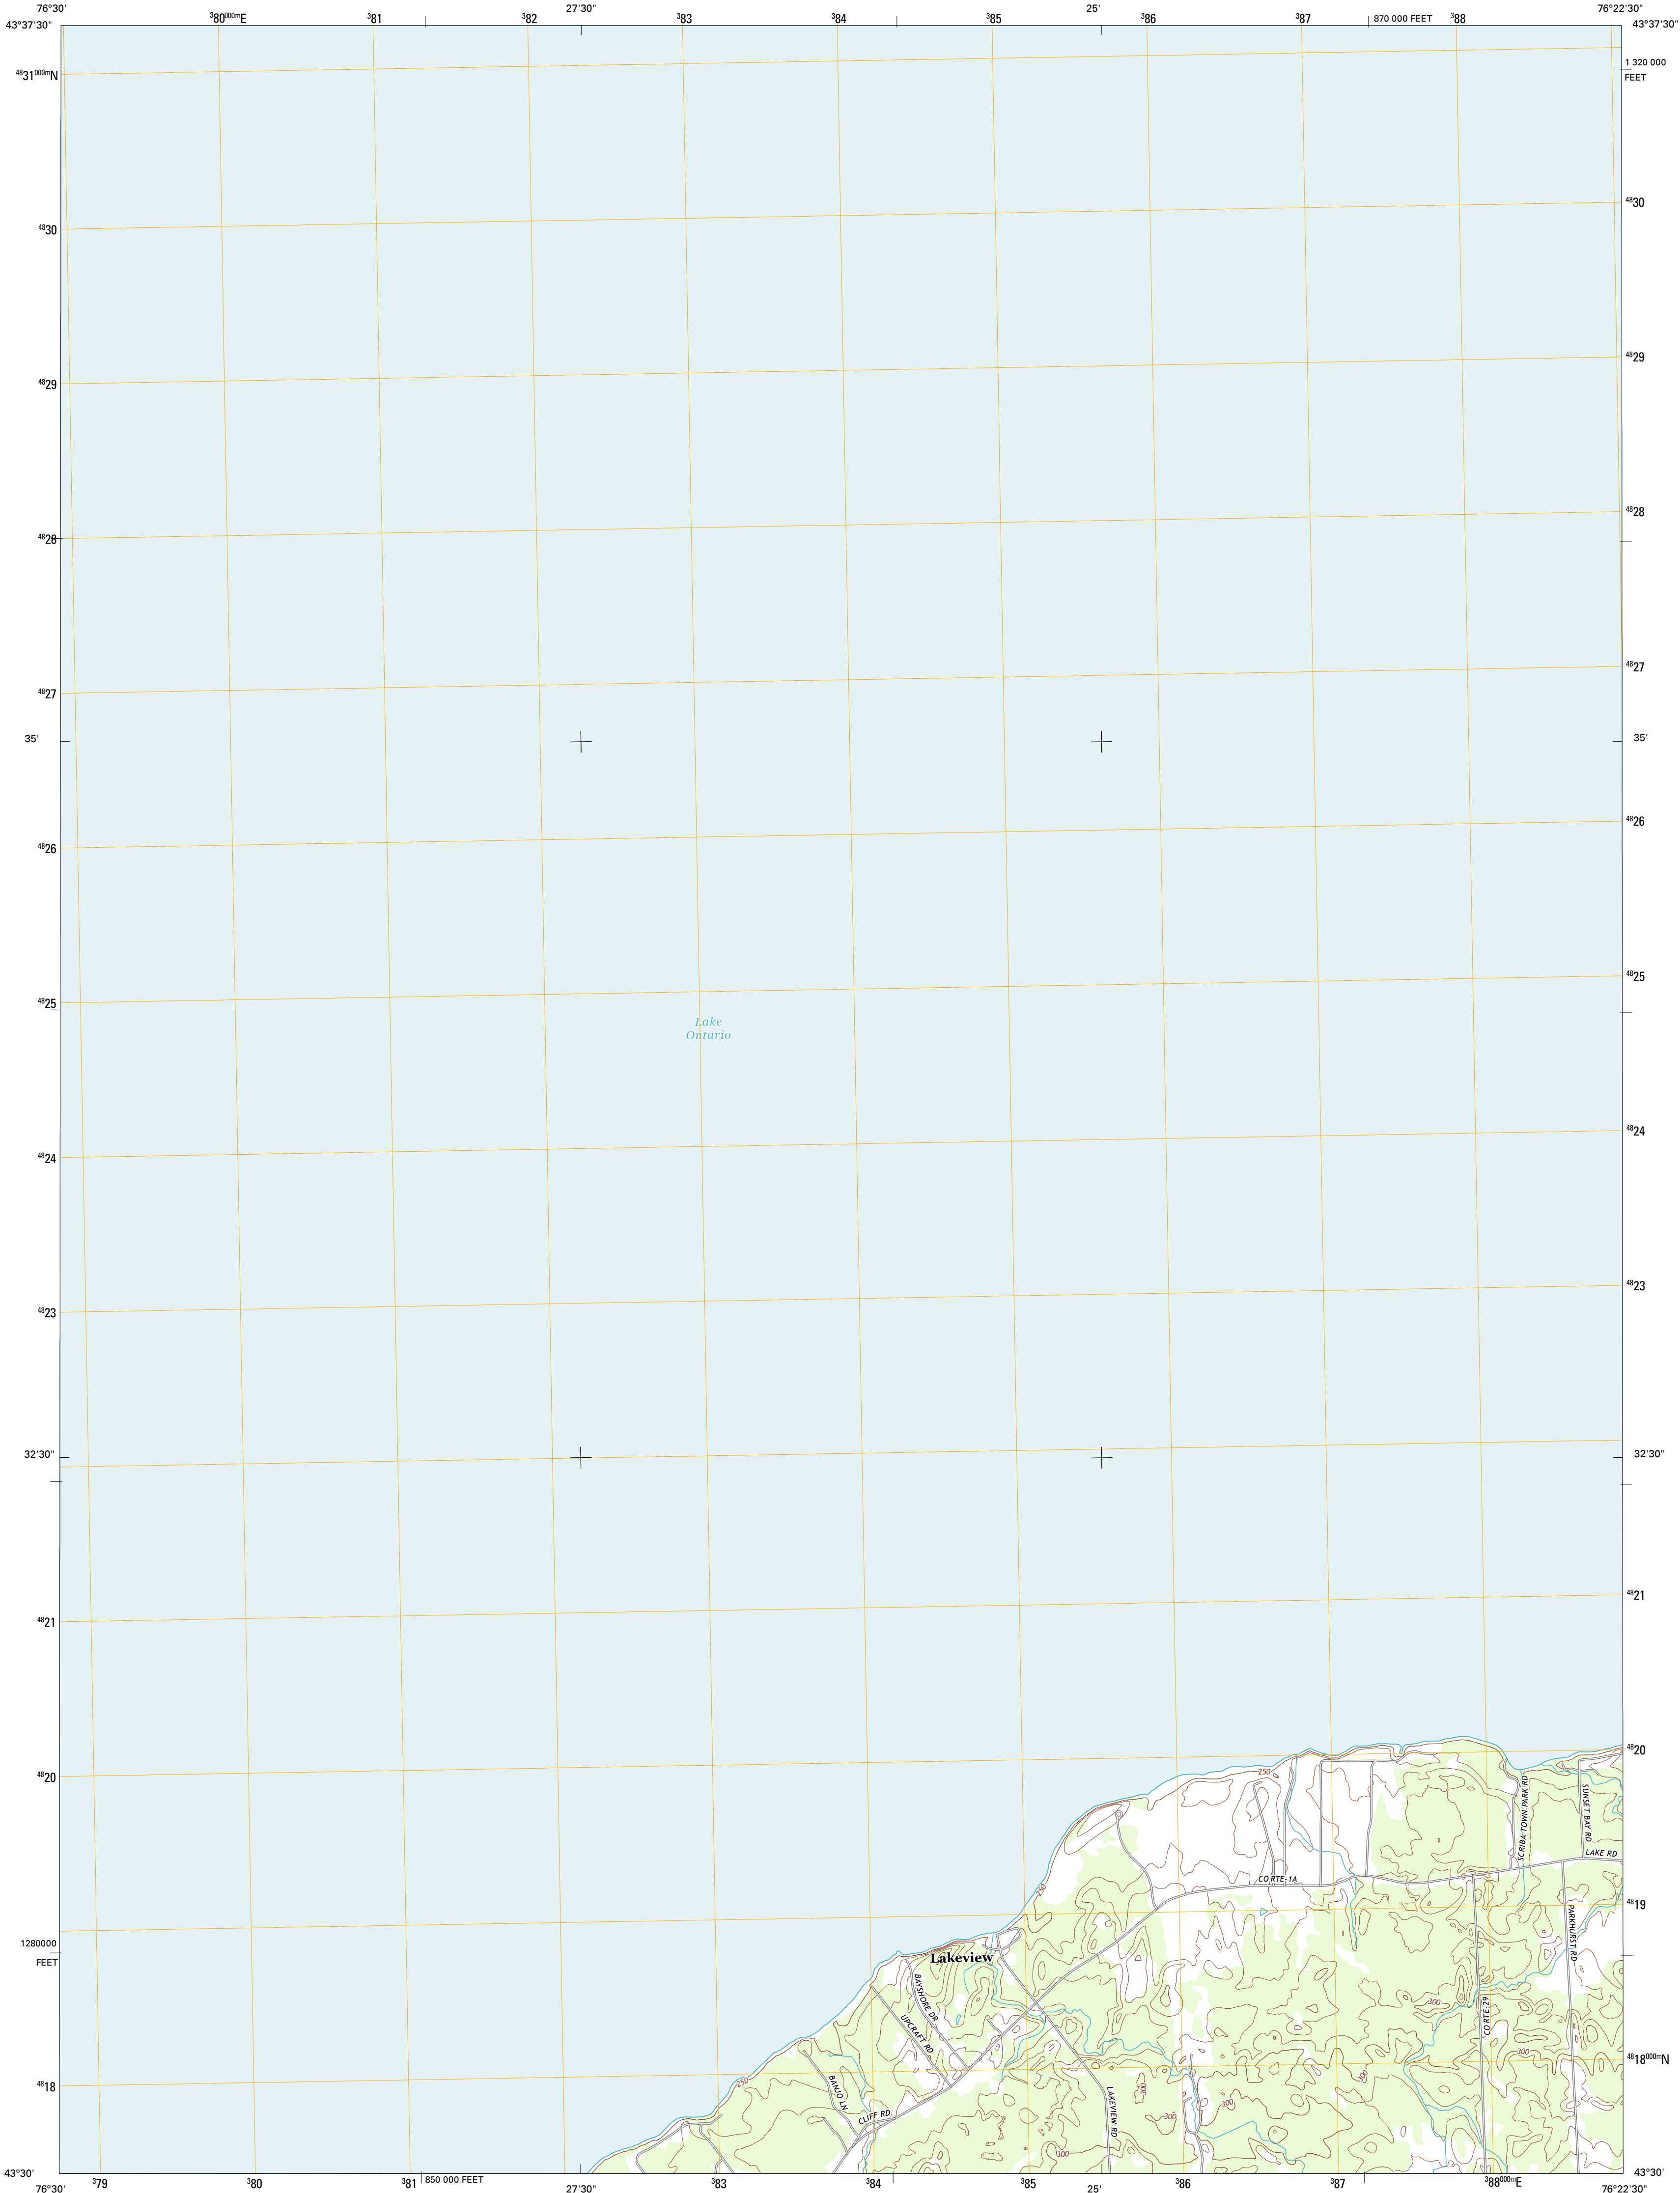 76°30'
27'30"
25'
76°22'30"
43°37'30"
³80⁰⁰⁰ᵐE
³81
³82
³83
³84
³85
³86
³87
870 000 FEET
³88
43°37'30"
⁴⁸31⁰⁰⁰ᵐN
1 320 000
FEET
⁴⁸30
⁴⁸30
⁴⁸29
⁴⁸29
⁴⁸28
⁴⁸28
⁴⁸27
⁴⁸27
35'
35'
⁴⁸26
⁴⁸26
⁴⁸25
⁴⁸25
Lake
Ontario
⁴⁸24
⁴⁸24
⁴⁸23
⁴⁸23
32'30"
32'30"
⁴⁸21
⁴⁸21
⁴⁸20
⁴⁸20
250
SCRIBA TOWN PARK RD
SUNSET BAY RD
LAKE RD
CO RTE 1A
250
⁴⁸19
PARKHURST RD
1280000
FEET
Lakeview
BAYSHORE DR
UPCRAFT RD
300
CO RTE 29
300
⁴⁸18
⁴⁸18⁰⁰⁰ᵐN
250
BANJO LN
CLIFF RD
LAKEVIEW RD
300
300
300
300
300
43°30'
43°30'
³79
³80
³81
850 000 FEET
³83
³84
³85
³86
³87
³88⁰⁰⁰ᵐE
76°30'
27'30"
25'
76°22'30"